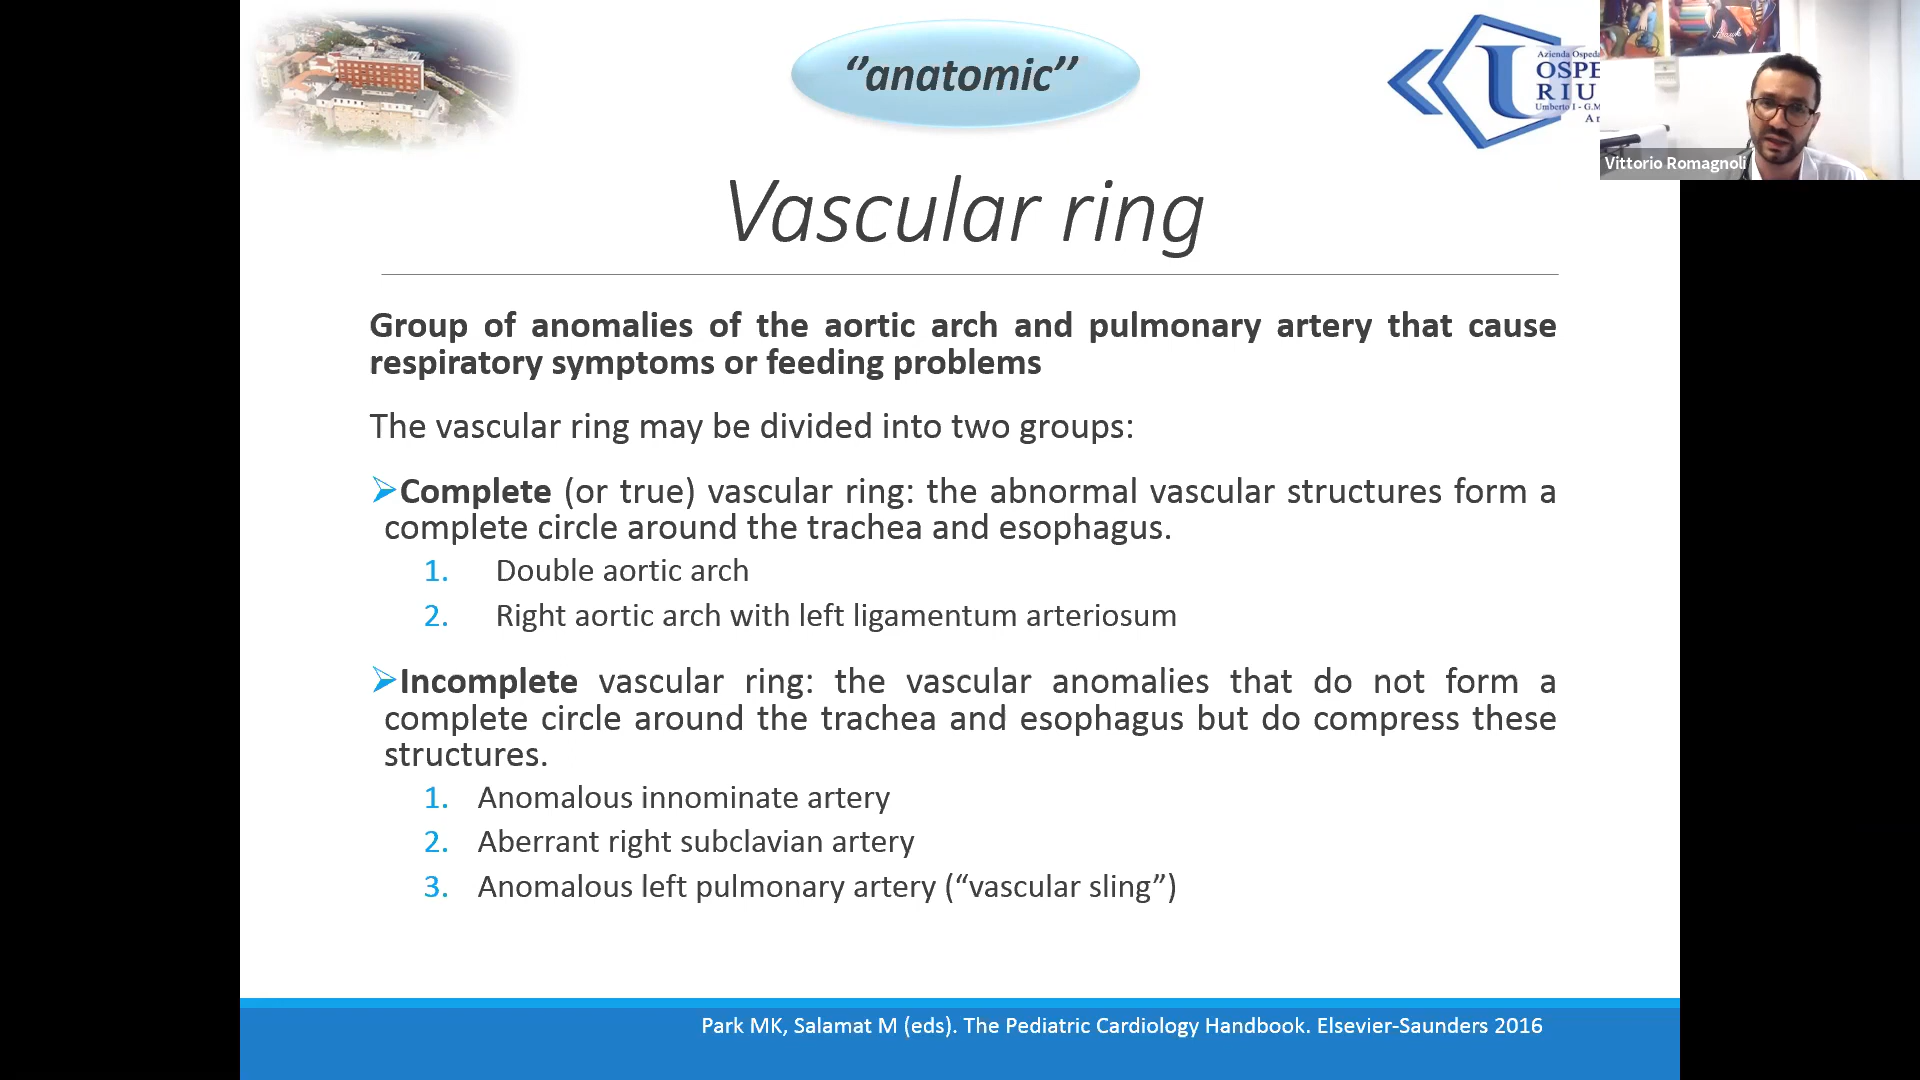 ‘’anatomic’’
Azienda Ospeda
OSPE
RIU
Umberto I - G.M
An
Vittorio Romagnoli
Vascular ring
Group of anomalies of the aortic arch and pulmonary artery that cause
respiratory symptoms or feeding problems
The vascular ring may be divided into two groups:
➢Complete (or true) vascular ring: the abnormal vascular structures form a
complete circle around the trachea and esophagus.
1. Double aortic arch
2. Right aortic arch with left ligamentum arteriosum
➢Incomplete vascular ring: the vascular anomalies that do not form a
complete circle around the trachea and esophagus but do compress these
structures.
1. Anomalous innominate artery
2. Aberrant right subclavian artery
3. Anomalous left pulmonary artery (“vascular sling”)
Park MK, Salamat M (eds). The Pediatric Cardiology Handbook. Elsevier-Saunders 2016